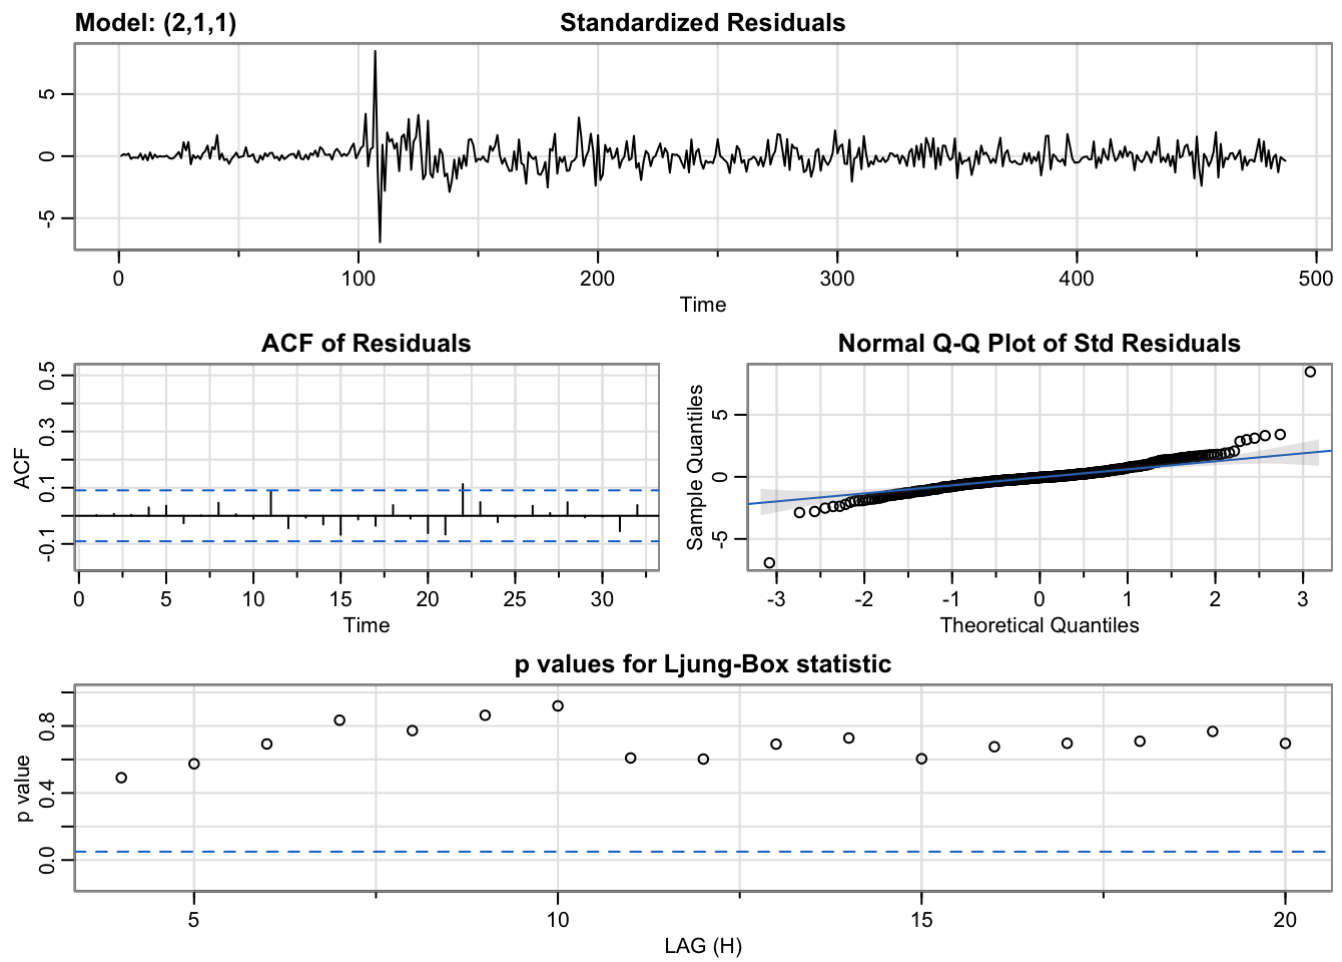 Model: (2,1,1) Standardized Residuals
5
0
-5
0 100 200 300 400 500
Time
ACF of Residuals
ACF
0.5
0.3
0.1
-0.1
0 5 10 15 20 25 30
Time
Normal Q-Q Plot of Std Residuals
Sample Quantiles
5
0
-5
-3 -2 -1 0 1 2 3
Theoretical Quantiles
p values for Ljung-Box statistic
p value
0.8
0.4
0.0
5 10 15 20
LAG (H)